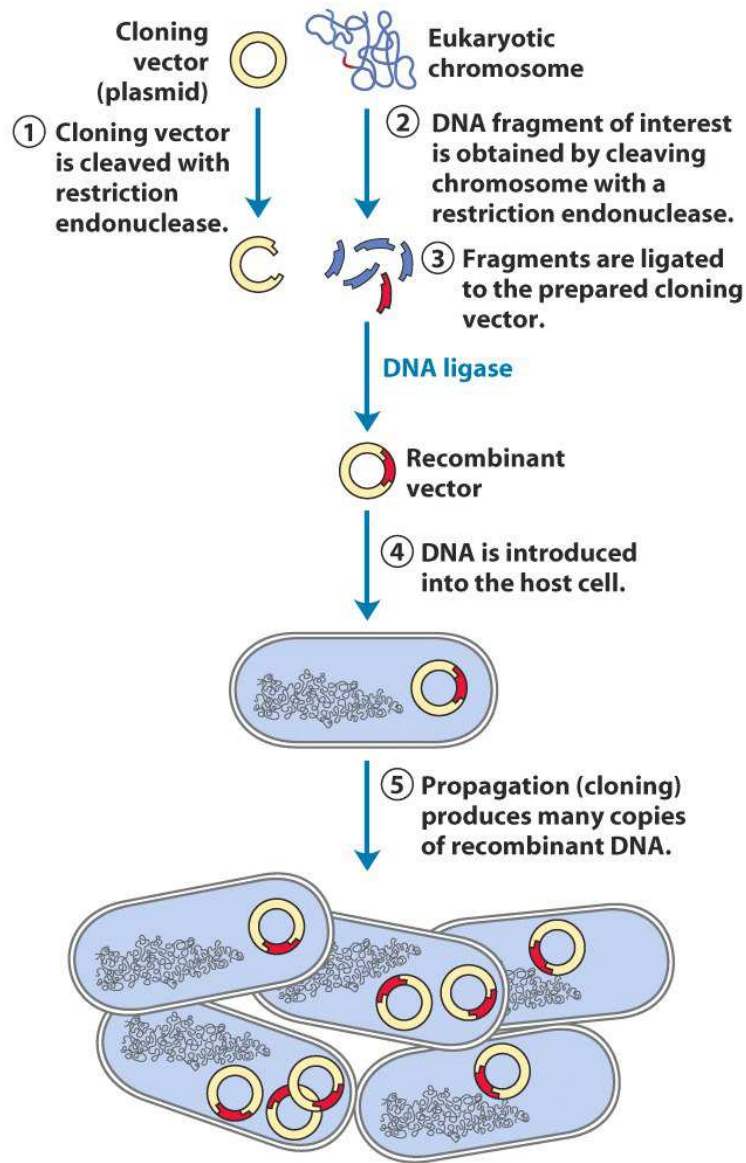 Cloning
vector
(plasmid)
Eukaryotic
chromosome
1 Cloning vector
is cleaved with
restriction
endonuclease.
2 DNA fragment of interest
is obtained by cleaving
chromosome with a
restriction endonuclease.
3 Fragments are ligated
to the prepared cloning
vector.
DNA ligase
Recombinant
vector
4 DNA is introduced
into the host cell.
5 Propagation (cloning)
produces many copies
of recombinant DNA.